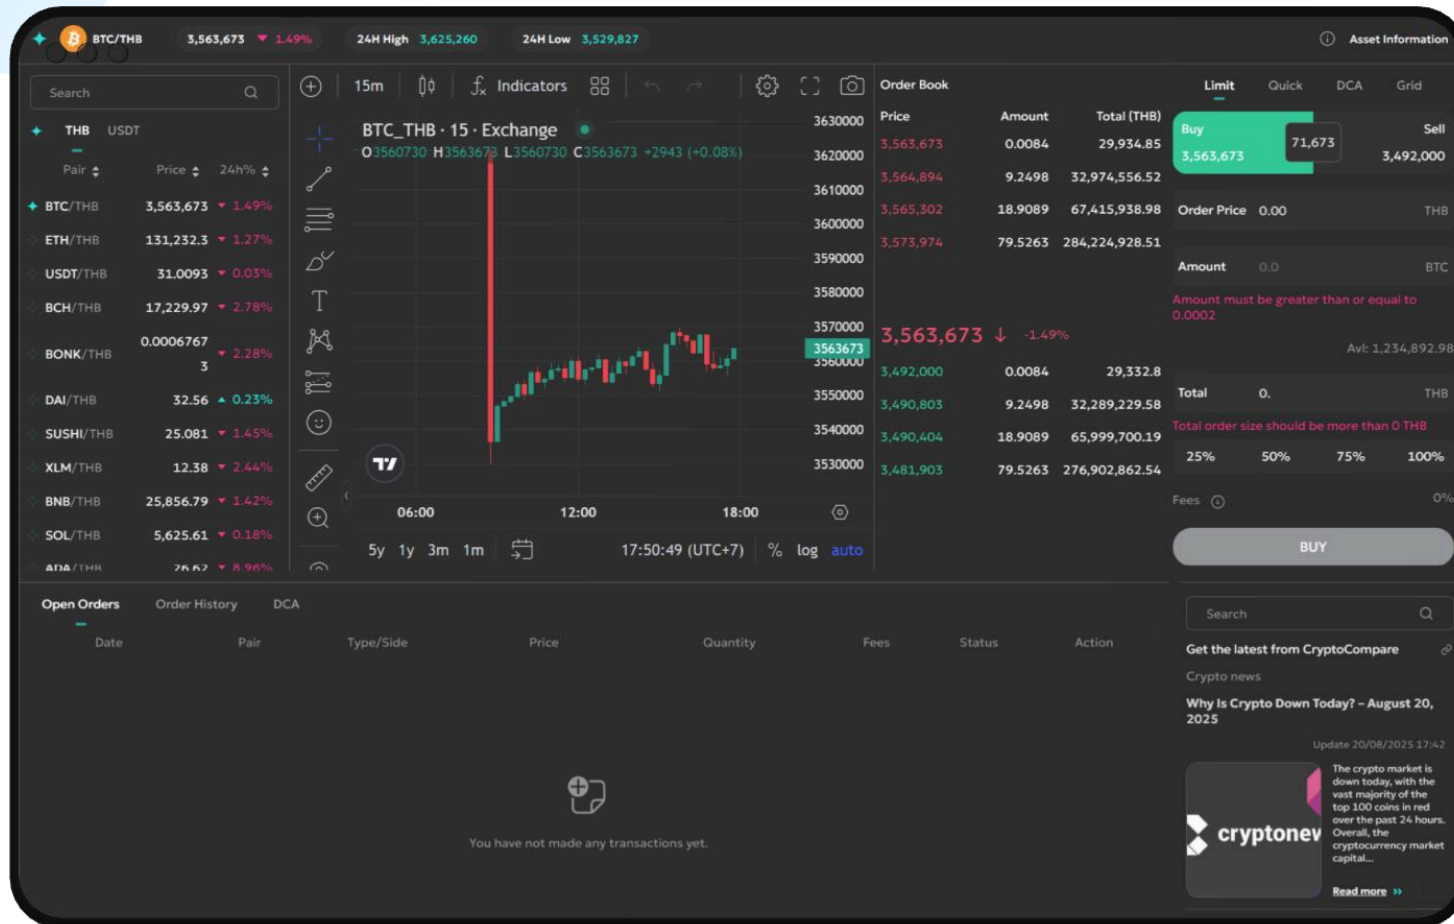 BTC/THB 3,563,673 ▼ 1.49% 24H High 3,625,260 24H Low 3,529,827 Asset Information
Search
THB USDT
Pair Price 24h%
BTC/THB 3,563,673 ▼ 1.49%
ETH/THB 131,232.3 ▼ 1.27%
USDT/THB 31.0093 ▼ 0.03%
BCH/THB 17,229.97 ▼ 2.78%
BONK/THB 0.0006767 ▼ 2.28%
3
DAI/THB 32.56 ▲ 0.23%
SUSHI/THB 25.081 ▼ 1.45%
XLM/THB 12.38 ▼ 2.44%
BNB/THB 25,856.79 ▼ 1.42%
SOL/THB 5,625.61 ▼ 0.18%
ADA/THB 26.62 ▼ 8.96%
15m Indicators
BTC_THB · 15 · Exchange
O3560730 H3563673 L3560730 C3563673 +2943 (+0.08%)
3630000
3620000
3610000
3600000
3590000
3580000
3570000
3563673
3560000
3550000
3540000
3530000
06:00 12:00 18:00
5y 1y 3m 1m 17:50:49 (UTC+7) % log auto
Order Book
Price Amount Total (THB)
3,563,673 0.0084 29,934.85
3,564,894 9.2498 32,974,556.52
3,565,302 18.9089 67,415,938.98
3,573,974 79.5263 284,224,928.51
3,563,673 ↓ -1.49%
3,492,000 0.0084 29,332.8
3,490,803 9.2498 32,289,229.58
3,490,404 18.9089 65,999,700.19
3,481,903 79.5263 276,902,862.54
Limit Quick DCA Grid
Buy Sell
71,673
3,563,673 3,492,000
Order Price 0.00 THB
Amount 0.0 BTC
Amount must be greater than or equal to
0.0002
Avl: 1,234,892.98
Total 0. THB
Total order size should be more than 0 THB
25% 50% 75% 100%
Fees 0%
BUY
Open Orders Order History DCA
Date Pair Type/Side Price Quantity Fees Status Action
You have not made any transactions yet.
Search
Get the latest from CryptoCompare
Crypto news
Why Is Crypto Down Today? – August 20,
2025
Update 20/08/2025 17:42
cryptonew
The crypto market is
down today, with the
vast majority of the
top 100 coins in red
over the past 24 hours.
Overall, the
cryptocurrency market
capital...
Read more »